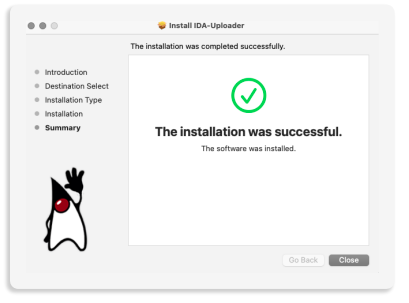 Install IDA-Uploader
The installation was completed successfully.
Introduction
Destination Select
Installation Type
Installation
Summary
The installation was successful.
The software was installed.
Go Back
Close